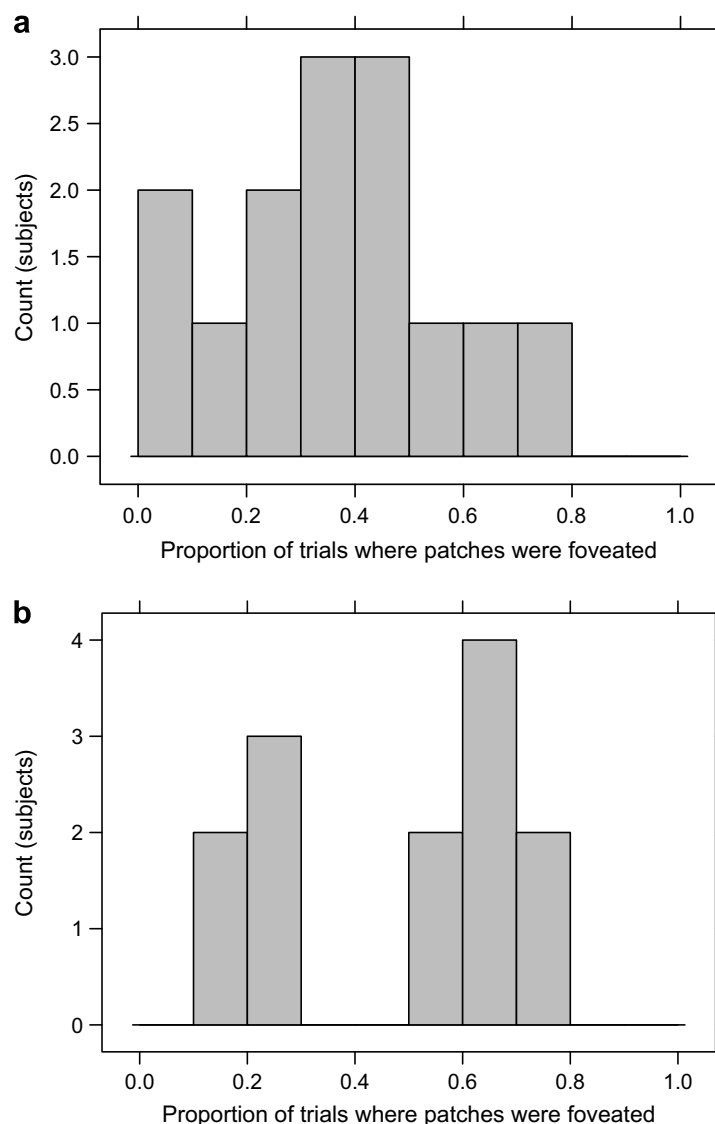 a
3.0
2.5
2.0
1.5
1.0
0.5
0.0
Count (subjects)
0.0 0.2 0.4 0.6 0.8 1.0
Proportion of trials where patches were foveated
b
4
3
2
1
0
Count (subjects)
0.0 0.2 0.4 0.6 0.8 1.0
Proportion of trials where patches were foveated